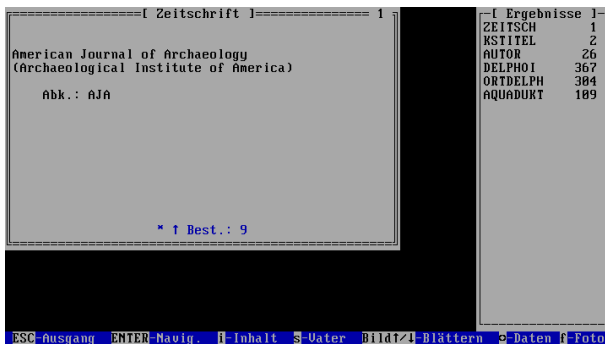 [ Zeitschrift ] 1
American Journal of Archaeology
(Archaeological Institute of America)
Abk.: AJA
* ↑ Best.: 9
[ Ergebnisse ]
ZEITSCH 1
KSTITEL 2
AUTOR 26
DELPHOI 367
ORTDELPH 304
AQUADUKT 109
ESC-Ausgang ENTER-Navig. i-Inhalt s-Vater Bild↑/↓-Blättern o-Daten f-Foto